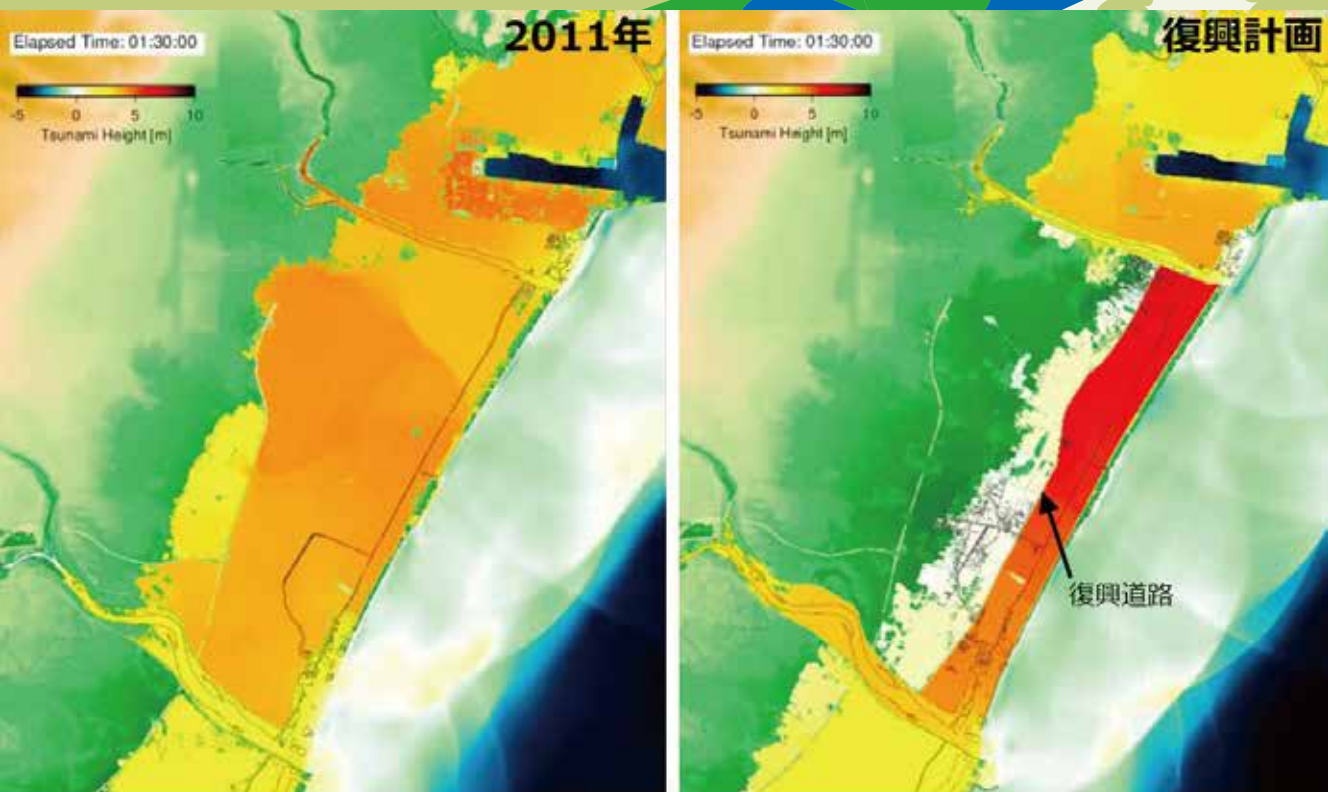 2011年
Elapsed Time: 01:30:00
-5 0 5 10
Tsunami Height [m]
復興計画
Elapsed Time: 01:30:00
-5 0 5 10
Tsunami Height [m]
復興道路